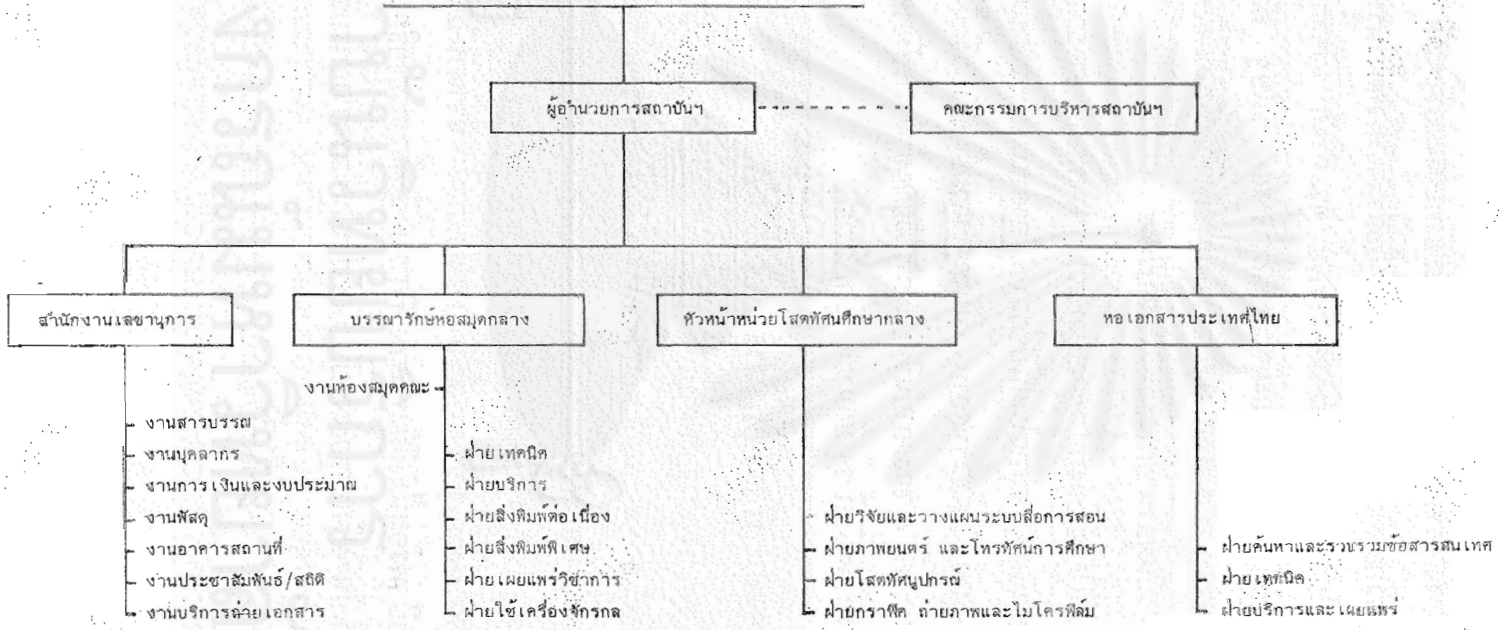 ผู้อำนวยการสถาบันฯ
คณะกรรมการบริหารสถาบันฯ
สำนักงานเลขานุการ
บรรณารักษ์หอสมุดกลาง
หัวหน้าหน่วยโสตทัศนศึกษากลาง
หอเอกสารประเทศไทย
งานห้องสมุดคณะ
งานสารบรรณ
งานบุคลากร
งานการเงินและงบประมาณ
งานพัสดุ
งานอาคารสถานที่
งานประชาสัมพันธ์/สถิติ
งานบริการถ่ายเอกสาร
ฝ่ายเทคนิค
ฝ่ายบริการ
ฝ่ายสิ่งพิมพ์ต่อเนื่อง
ฝ่ายสิ่งพิมพ์พิเศษ
ฝ่ายเผยแพร่วิชาการ
ฝ่ายใช้เครื่องจักรกล
ฝ่ายวิจัยและวางแผนระบบสื่อการสอน
ฝ่ายภาพยนตร์ และโทรทัศน์การศึกษา
ฝ่ายโสตทัศนูปกรณ์
ฝ่ายกราฟิค ถ่ายภาพและไมโครฟิล์ม
ฝ่ายค้นหาและรวบรวมข้อสารสนเทศ
ฝ่ายเทคนิค
ฝ่ายบริการและเผยแพร่